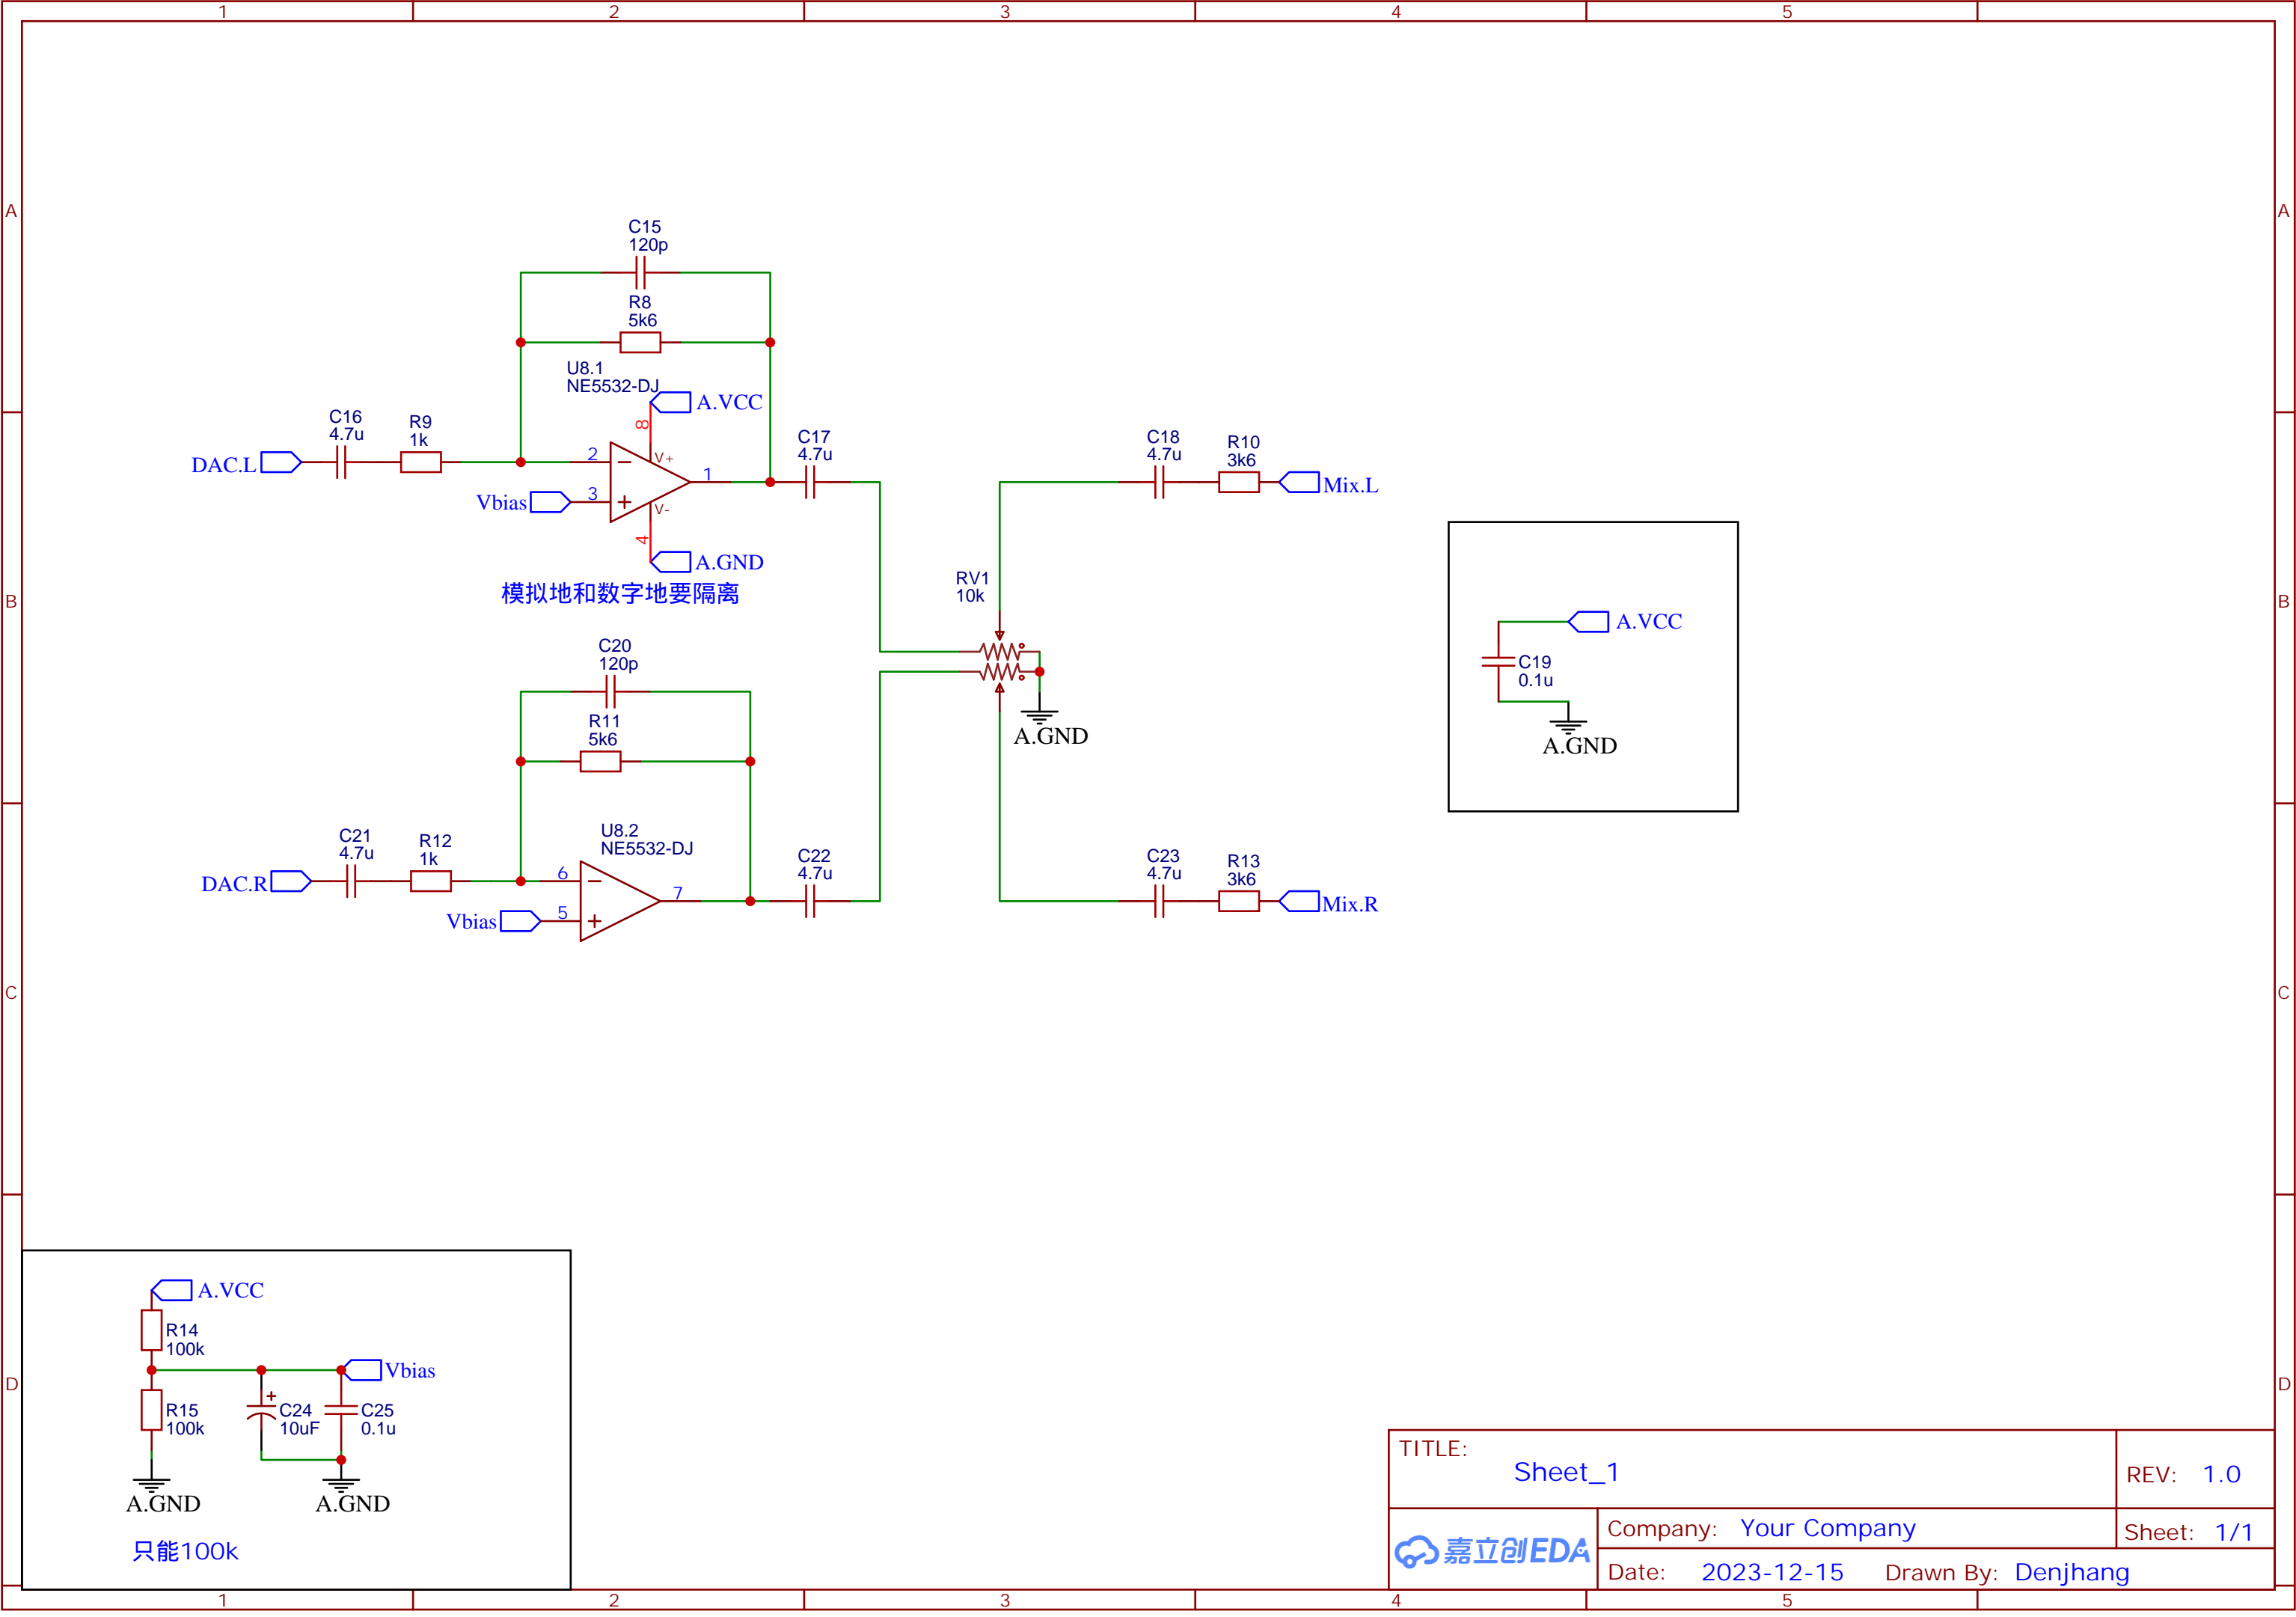 1 2 3 4 5
A A
C15
120p
R8
5k6
U8.1
NE5532-DJ
A.VCC
8
C16
4.7u
R9
1k
C17
4.7u
C18
4.7u
R10
3k6
DAC.L
2
V+
1
Mix.L
Vbias
3
V-
4
A.GND
模拟地和数字地要隔离
RV1
10k
B B
A.VCC
C19
0.1u
A.GND
A.GND
C20
120p
R11
5k6
U8.2
NE5532-DJ
C21
4.7u
R12
1k
C22
4.7u
C23
4.7u
R13
3k6
DAC.R
6
7
Mix.R
Vbias
5
C C
A.VCC
R14
100k
Vbias
D D
R15
100k
+
C24
10uF
C25
0.1u
A.GND A.GND
只能100k
TITLE:
Sheet_1
REV: 1.0
嘉立创EDA
Company: Your Company
Sheet: 1/1
Date: 2023-12-15 Drawn By: Denjhang
1 2 3 4 5